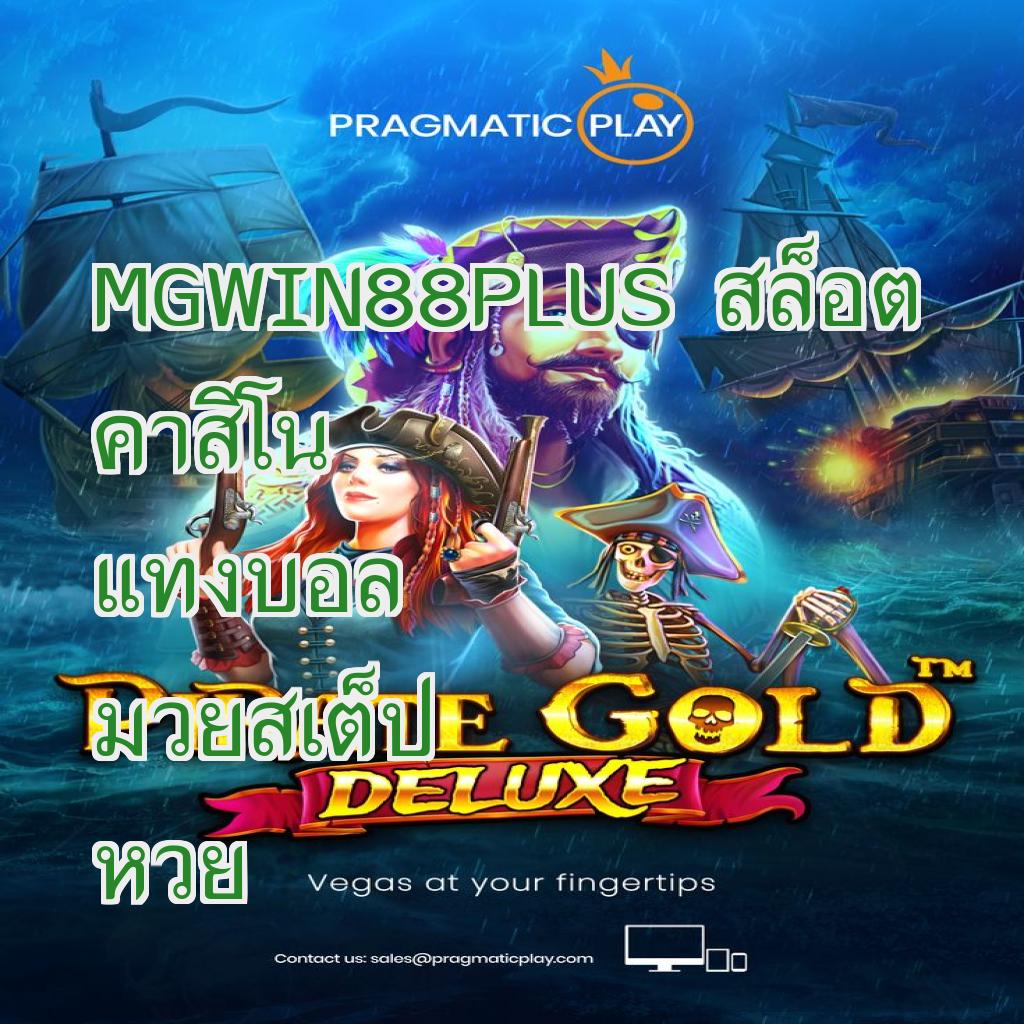 PRAGMATIC PLAY
MGWIN88PLUS สล็อต
คาสิโน
แทงบอล
มวยสเต็ป
PIRATE GOLD™
DELUXE
หวย
Vegas at your fingertips
Contact us: sales@pragmaticplay.com